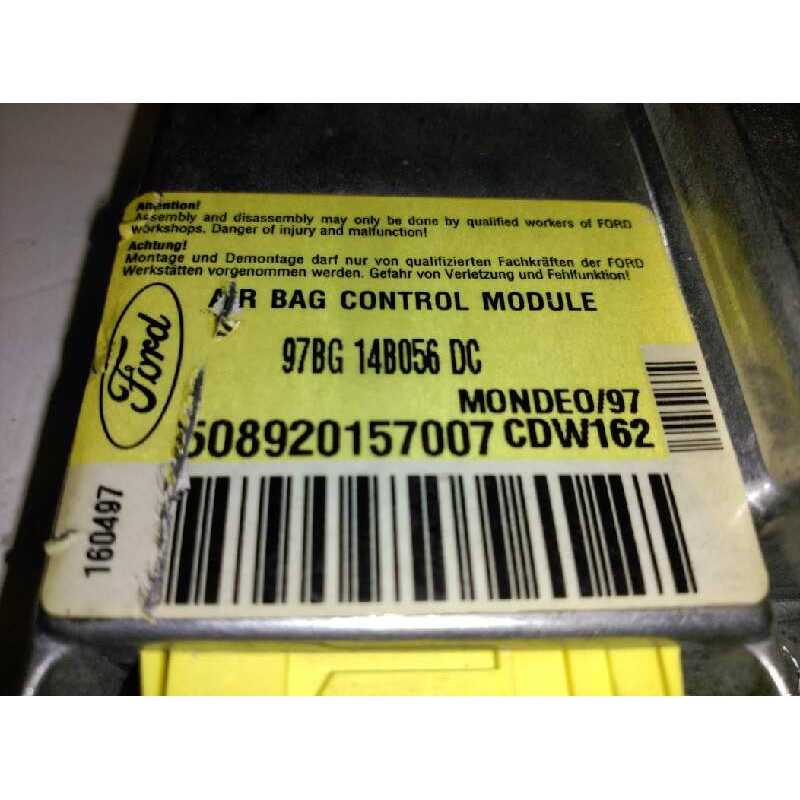 Attention!
Assembly and disassembly may only be done by qualified workers of FORD
workshops. Danger of injury and malfunction!
Achtung!
Montage und Demontage darf nur von qualifizierten Fachkräften der FORD
Werkstätten vorgenommen werden. Gefahr von Verletzung und Fehlfunktion!
AIR BAG CONTROL MODULE
Ford
97BG 14B056 DC
MONDEO/97
508920157007 CDW162
160497